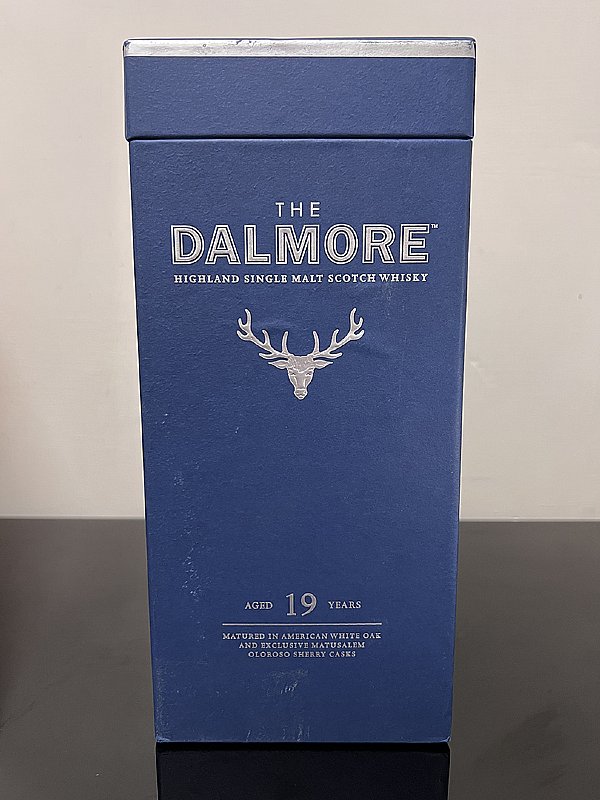 THE
DALMORE™
HIGHLAND SINGLE MALT SCOTCH WHISKY
AGED 19 YEARS
MATURED IN AMERICAN WHITE OAK
AND EXCLUSIVE MATUSALEM
OLOROSO SHERRY CASKS